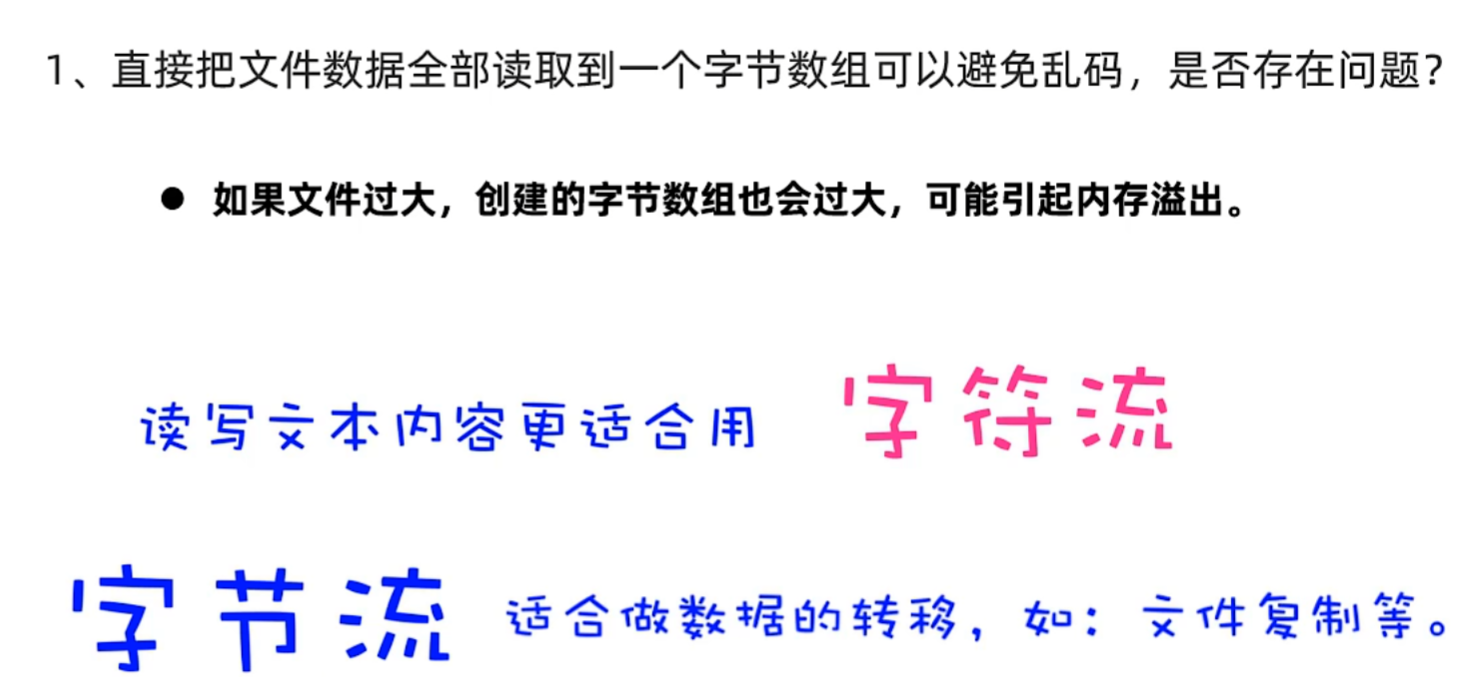 1、直接把文件数据全部读取到一个字节数组可以避免乱码，是否存在问题？
● 如果文件过大，创建的字节数组也会过大，可能引起内存溢出。
读写文本内容更适合用 字符流
字节流 适合做数据的转移，如：文件复制等。